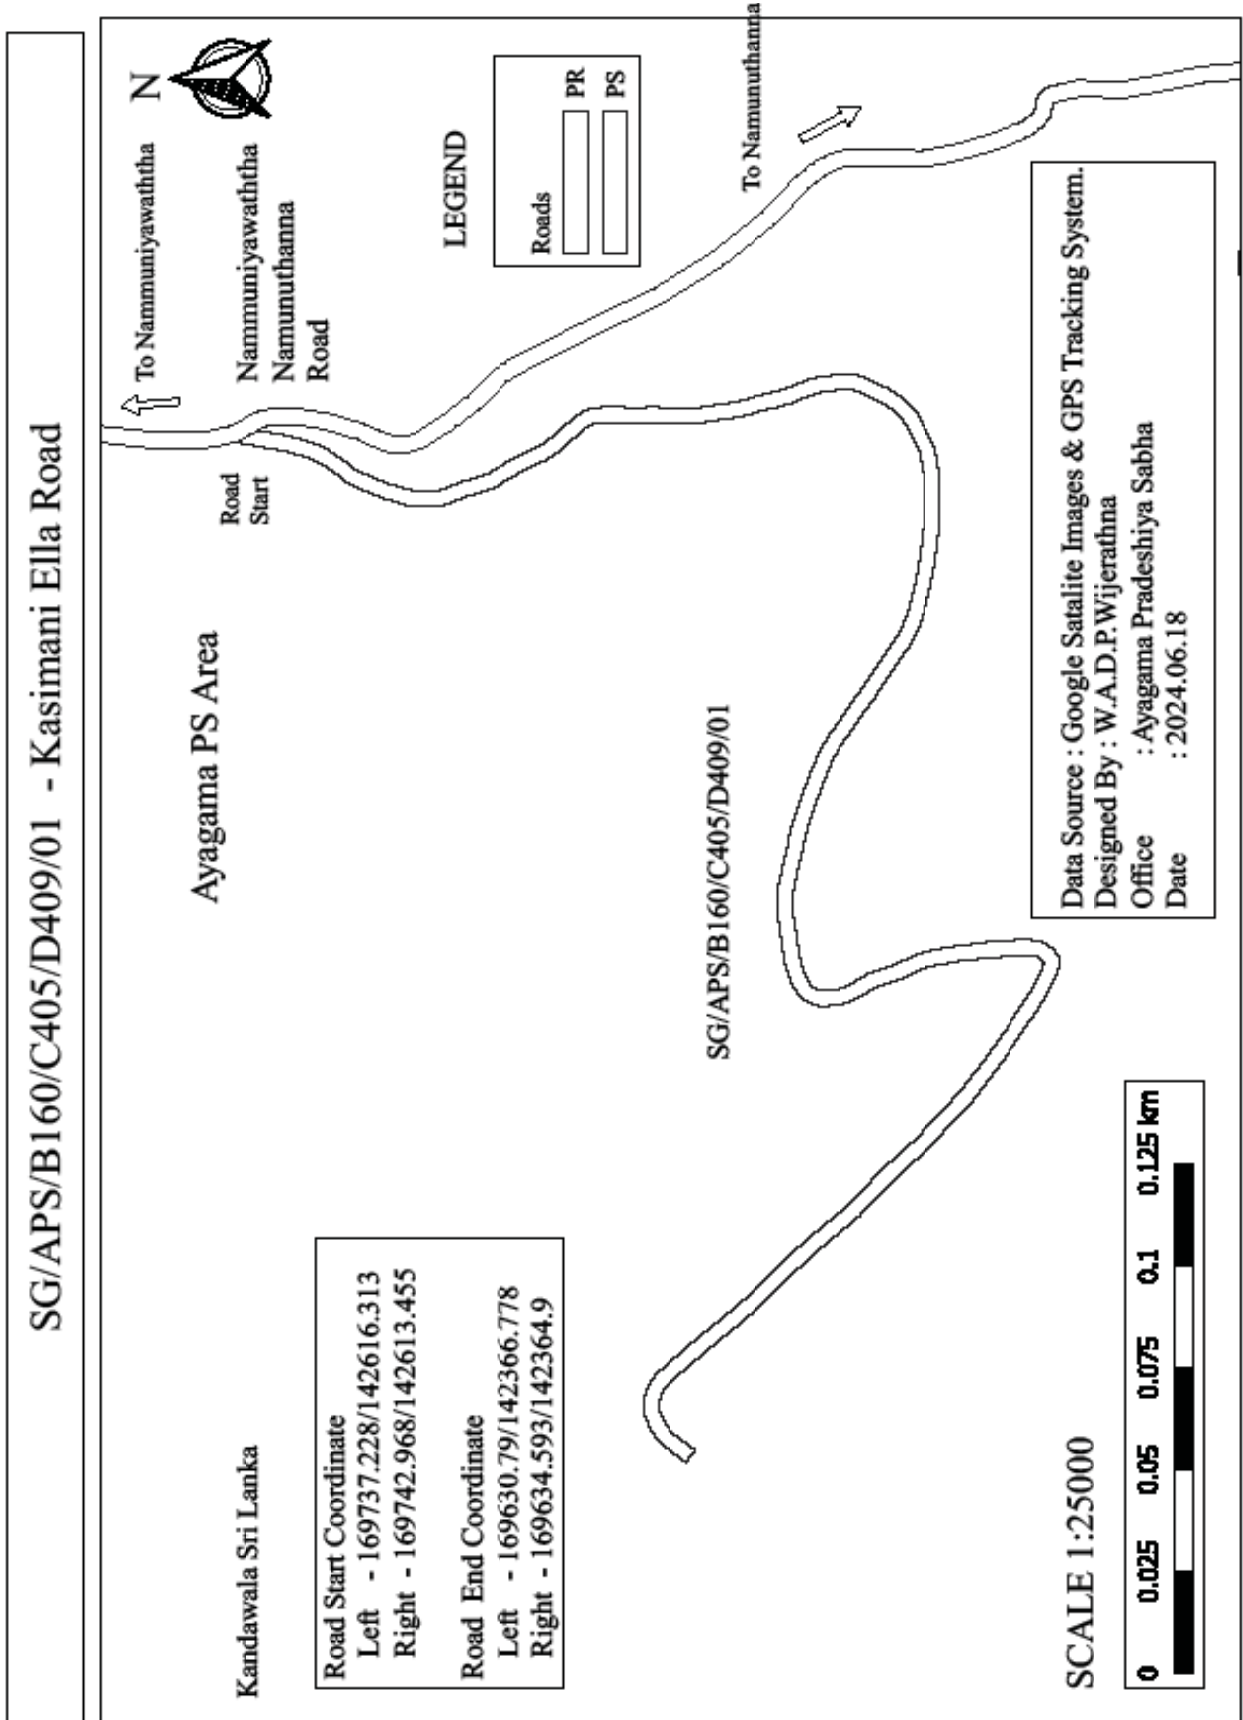 SG/APS/B160/C405/D409/01 - Kasimani Ella Road
N
To Nammuniyawaththa
Nammuniyawaththa
Namunuthanna
Road
Road
Start
Ayagama PS Area
Kandawala Sri Lanka
LEGEND
Roads
PR
PS
Road Start Coordinate
Left - 169737.228/142616.313
Right - 169742.968/142613.455
Road End Coordinate
Left - 169630.79/142366.778
Right - 169634.593/142364.9
To Namunuthanna
SG/APS/B160/C405/D409/01
SCALE 1:25000
0 0.025 0.05 0.075 0.1 0.125 km
Data Source : Google Satalite Images & GPS Tracking System.
Designed By : W.A.D.P.Wijerathna
Office : Ayagama Pradeshiya Sabha
Date : 2024.06.18